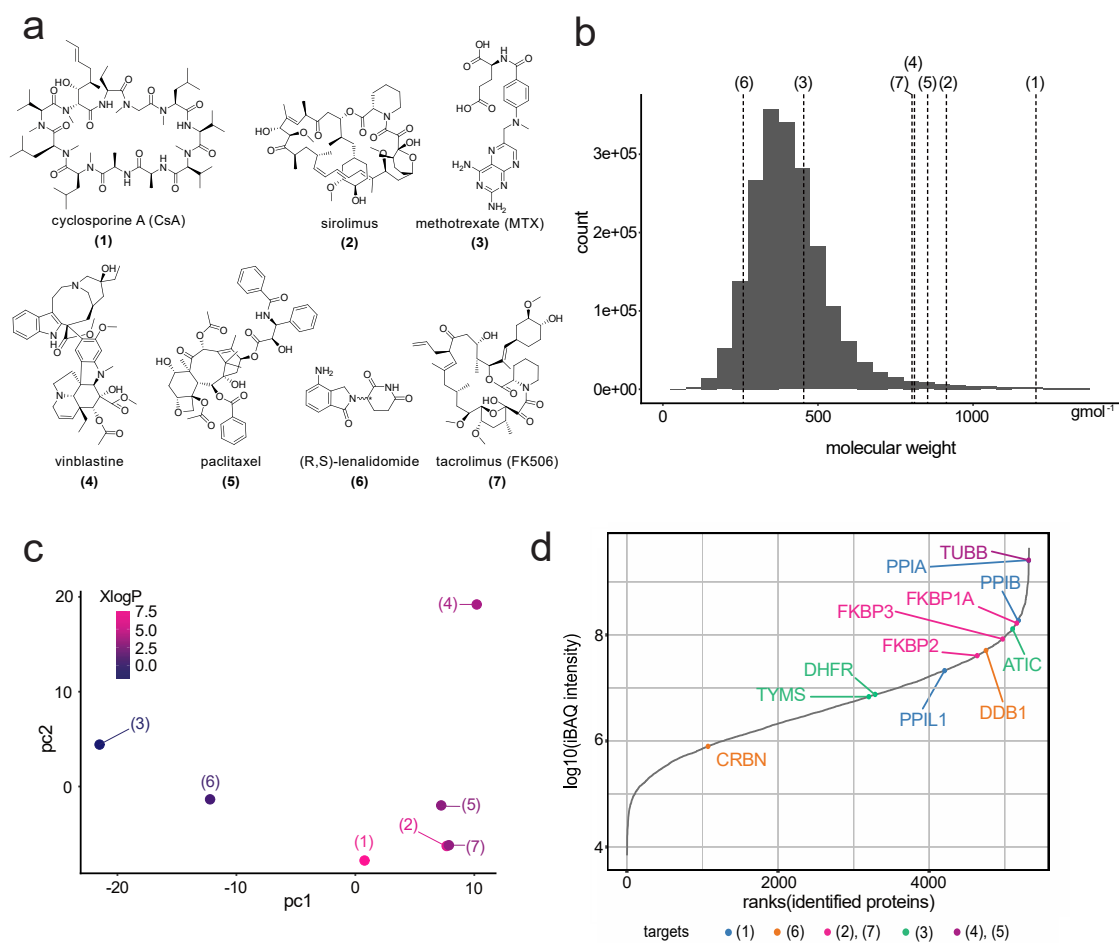 a
cyclosporine A (CsA)
(1)
sirolimus
(2)
methotrexate (MTX)
(3)
vinblastine
(4)
paclitaxel
(5)
(R,S)-lenalidomide
(6)
tacrolimus (FK506)
(7)
b
(4)
(6) (3) (7) (5) (2) (1)
count
3e+05
2e+05
1e+05
0e+00
0 500 1000 gmol-1
molecular weight
c
XlogP
7.5
5.0
2.5
0.0
pc2
20
10
0
(4)
(3)
(6)
(5)
(2)
(1)
(7)
-20 -10 0 10
pc1
d
log10(iBAQ intensity)
8
6
4
TUBB
PPIA
PPIB
FKBP1A
FKBP3
FKBP2
ATIC
DHFR
TYMS
PPIL1
DDB1
CRBN
0 2000 4000
ranks(identified proteins)
targets (1) (6) (2), (7) (3) (4), (5)